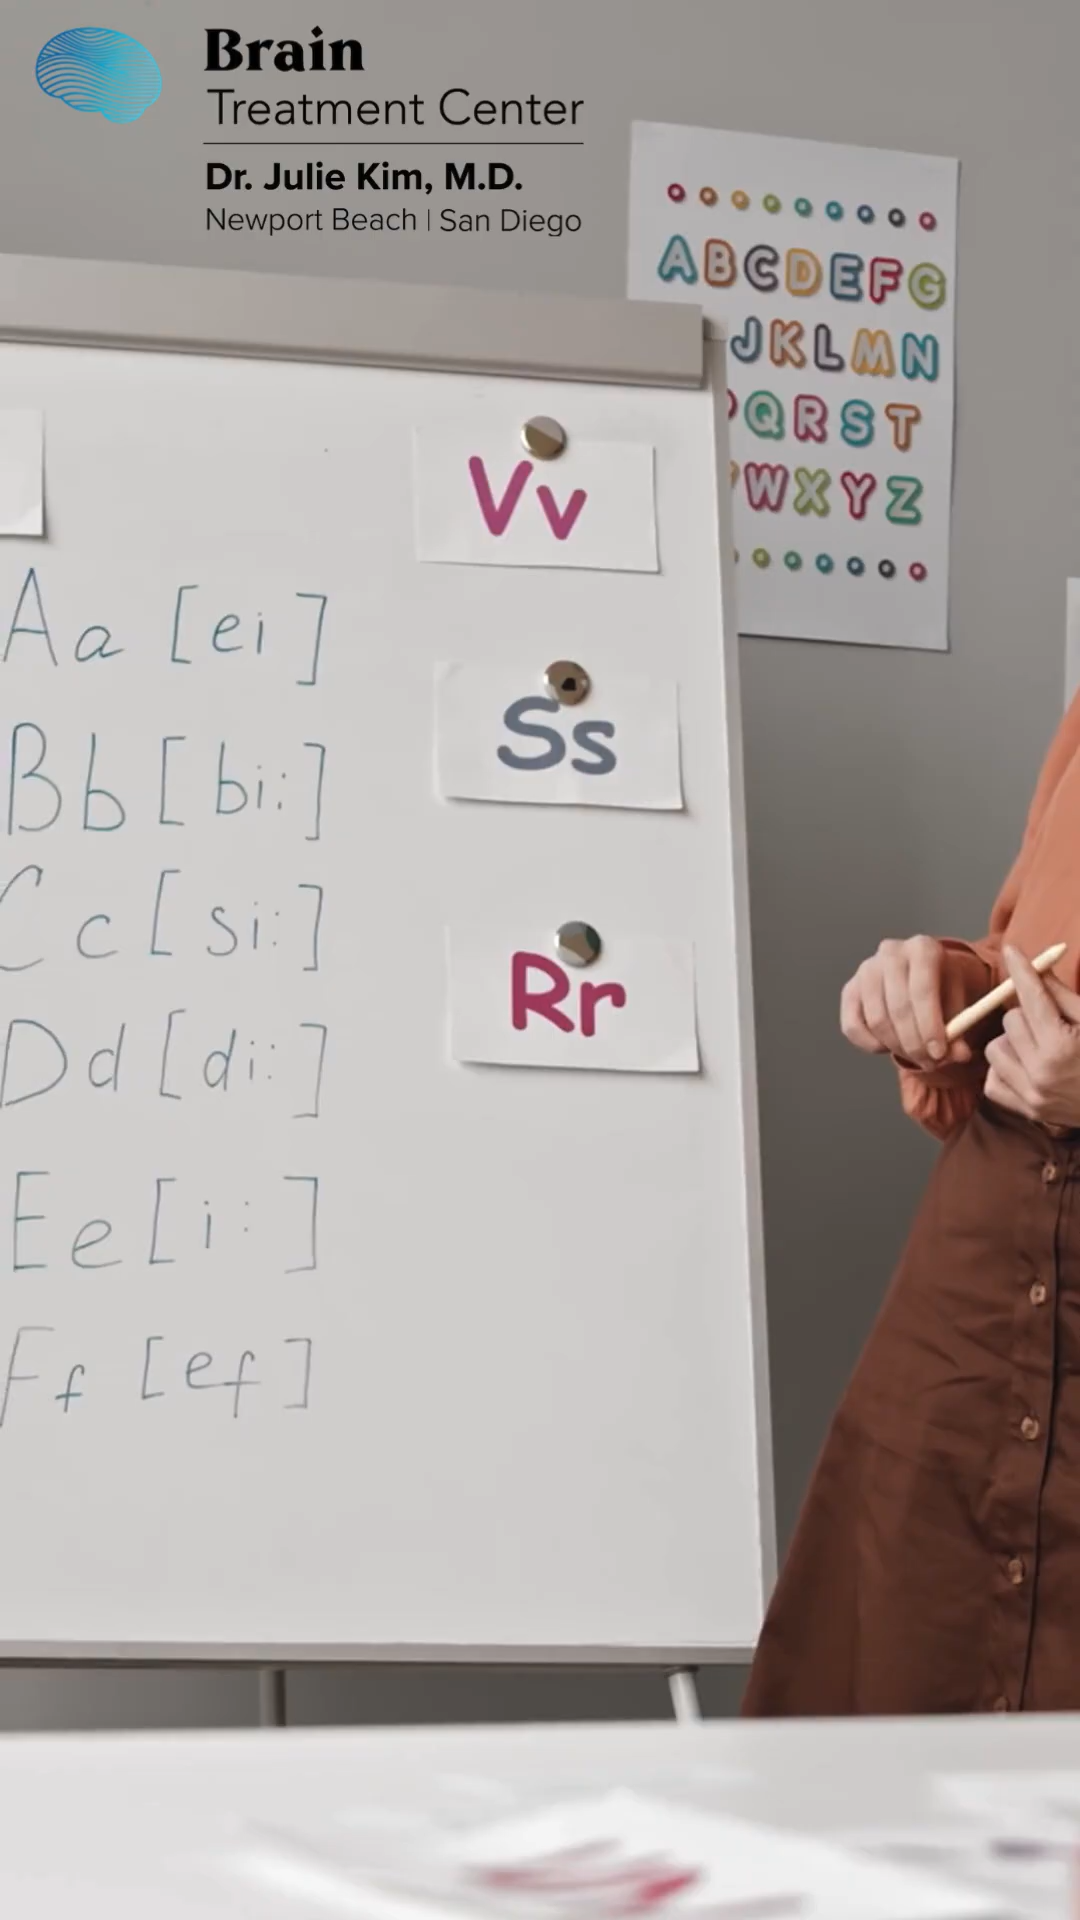 Brain
Treatment Center
Dr. Julie Kim, M.D.
Newport Beach | San Diego
ABCDEFG
JKLMN
QRST
WXYZ
Vv
Ss
Rr
Aa [ei]
Bb [bi:]
Cc [si:]
Dd [di:]
Ee [i:]
Ff [ef]